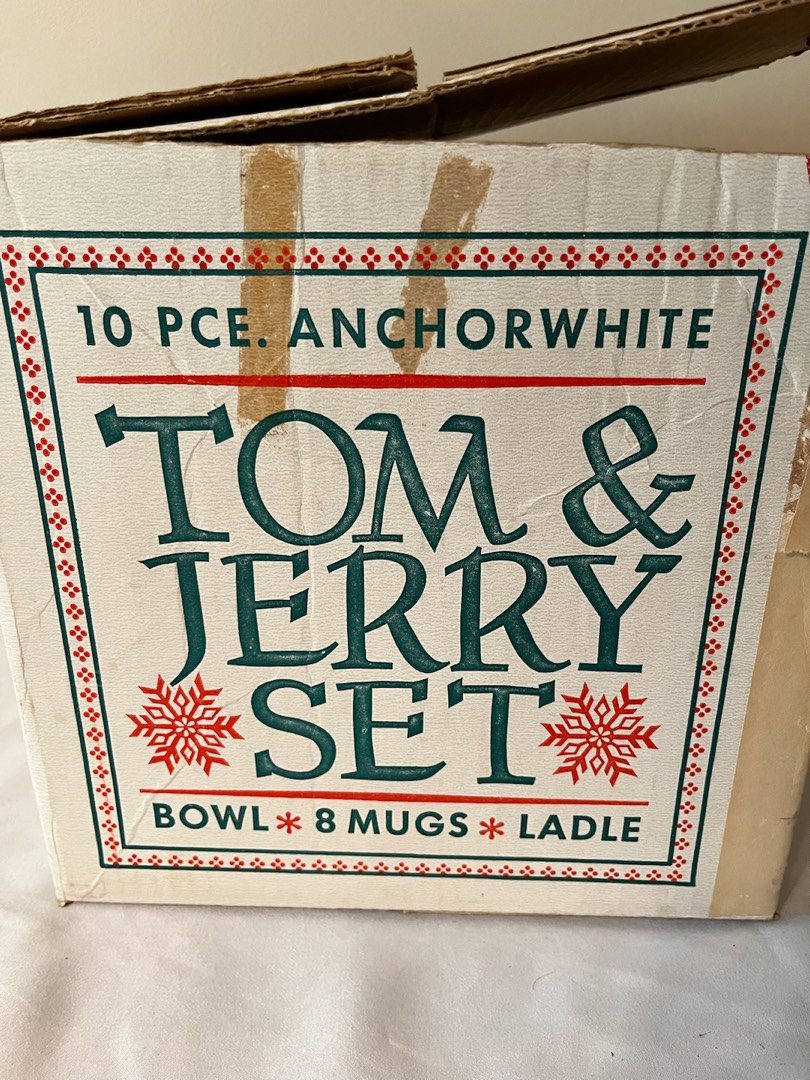 10 PCE. ANCHORWHITE
TOM &
JERRY
SET
BOWL * 8 MUGS * LADLE